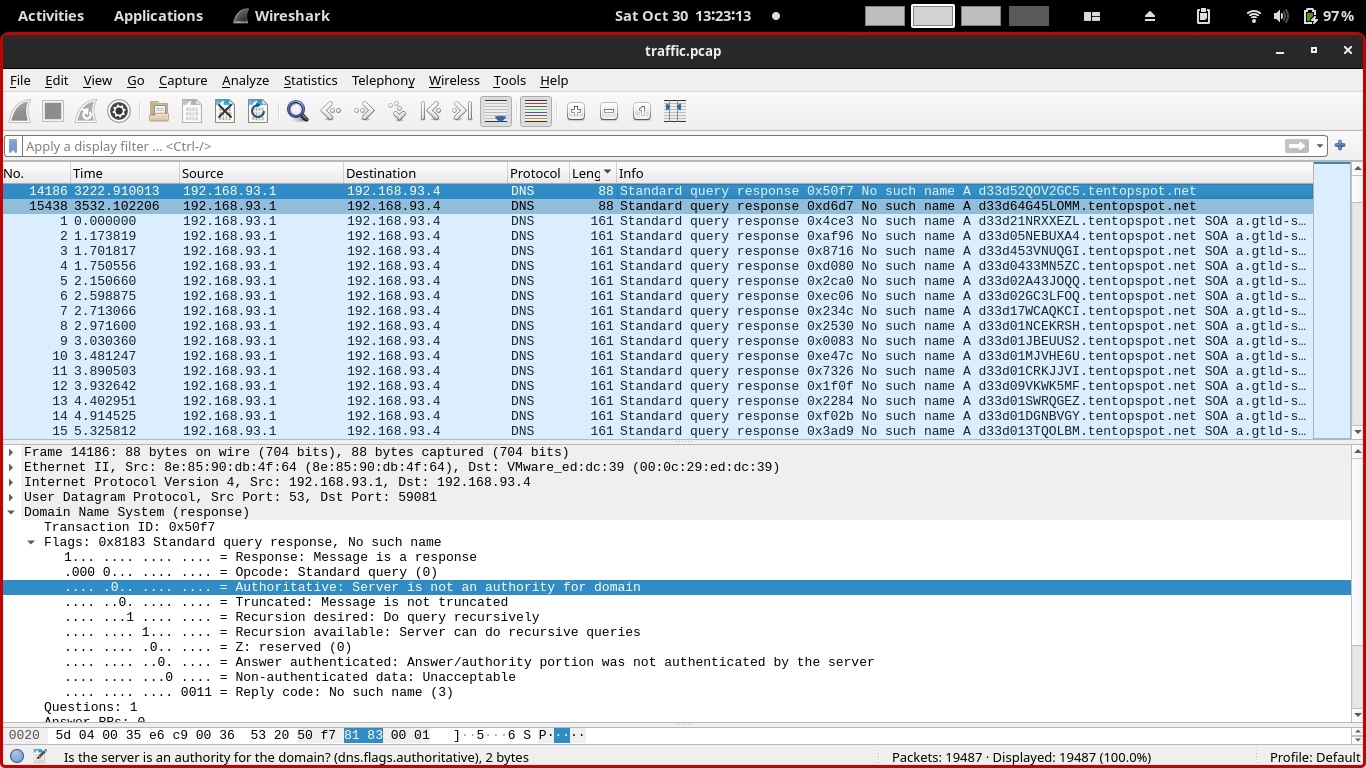 Activities Applications Wireshark Sat Oct 30 13:23:13 97%
traffic.pcap
File Edit View Go Capture Analyze Statistics Telephony Wireless Tools Help
Apply a display filter … <Ctrl-/>
No. Time Source Destination Protocol Leng Info
14186 3222.910013 192.168.93.1 192.168.93.4 DNS 88 Standard query response 0x50f7 No such name A d33d52QOV2GC5.tentopspot.net
15438 3532.102206 192.168.93.1 192.168.93.4 DNS 88 Standard query response 0xd6d7 No such name A d33d64G45LOMM.tentopspot.net
1 0.000000 192.168.93.1 192.168.93.4 DNS 161 Standard query response 0x4ce3 No such name A d33d21NRXXEZL.tentopspot.net SOA a.gtld-s…
2 1.173819 192.168.93.1 192.168.93.4 DNS 161 Standard query response 0xaf96 No such name A d33d05NEBUXA4.tentopspot.net SOA a.gtld-s…
3 1.701817 192.168.93.1 192.168.93.4 DNS 161 Standard query response 0x8716 No such name A d33d453VNUQGI.tentopspot.net SOA a.gtld-s…
4 1.750556 192.168.93.1 192.168.93.4 DNS 161 Standard query response 0xd080 No such name A d33d0433MN5ZC.tentopspot.net SOA a.gtld-s…
5 2.150660 192.168.93.1 192.168.93.4 DNS 161 Standard query response 0x2ca0 No such name A d33d02A43JOQQ.tentopspot.net SOA a.gtld-s…
6 2.598875 192.168.93.1 192.168.93.4 DNS 161 Standard query response 0xec06 No such name A d33d02GC3LFOQ.tentopspot.net SOA a.gtld-s…
7 2.713066 192.168.93.1 192.168.93.4 DNS 161 Standard query response 0x234c No such name A d33d17WCAQKCI.tentopspot.net SOA a.gtld-s…
8 2.971600 192.168.93.1 192.168.93.4 DNS 161 Standard query response 0x2530 No such name A d33d01NCEKRSH.tentopspot.net SOA a.gtld-s…
9 3.030360 192.168.93.1 192.168.93.4 DNS 161 Standard query response 0x0083 No such name A d33d01JBEUUS2.tentopspot.net SOA a.gtld-s…
10 3.481247 192.168.93.1 192.168.93.4 DNS 161 Standard query response 0xe47c No such name A d33d01MJVHE6U.tentopspot.net SOA a.gtld-s…
11 3.890503 192.168.93.1 192.168.93.4 DNS 161 Standard query response 0x7326 No such name A d33d01CRKJJVI.tentopspot.net SOA a.gtld-s…
12 3.932642 192.168.93.1 192.168.93.4 DNS 161 Standard query response 0x1f0f No such name A d33d09VKWK5MF.tentopspot.net SOA a.gtld-s…
13 4.402951 192.168.93.1 192.168.93.4 DNS 161 Standard query response 0x2284 No such name A d33d01SWRQGEZ.tentopspot.net SOA a.gtld-s…
14 4.914525 192.168.93.1 192.168.93.4 DNS 161 Standard query response 0xf02b No such name A d33d01DGNBVGY.tentopspot.net SOA a.gtld-s…
15 5.325812 192.168.93.1 192.168.93.4 DNS 161 Standard query response 0x3ad9 No such name A d33d013TQOLBM.tentopspot.net SOA a.gtld-s…
Frame 14186: 88 bytes on wire (704 bits), 88 bytes captured (704 bits)
Ethernet II, Src: 8e:85:90:db:4f:64 (8e:85:90:db:4f:64), Dst: VMware_ed:dc:39 (00:0c:29:ed:dc:39)
Internet Protocol Version 4, Src: 192.168.93.1, Dst: 192.168.93.4
User Datagram Protocol, Src Port: 53, Dst Port: 59081
Domain Name System (response)
Transaction ID: 0x50f7
Flags: 0x8183 Standard query response, No such name
1... .... .... .... = Response: Message is a response
.000 0... .... .... = Opcode: Standard query (0)
.... .0.. .... .... = Authoritative: Server is not an authority for domain
.... ..0. .... .... = Truncated: Message is not truncated
.... ...1 .... .... = Recursion desired: Do query recursively
.... .... 1... .... = Recursion available: Server can do recursive queries
.... .... .0.. .... = Z: reserved (0)
.... .... ..0. .... = Answer authenticated: Answer/authority portion was not authenticated by the server
.... .... ...0 .... = Non-authenticated data: Unacceptable
.... .... .... 0011 = Reply code: No such name (3)
Questions: 1
Answer RRs: 0
0020 5d 04 00 35 e6 c9 00 36 53 20 50 f7 81 83 00 01 ]··5···6 S P·····
Is the server is an authority for the domain? (dns.flags.authoritative), 2 bytes Packets: 19487 · Displayed: 19487 (100.0%) Profile: Default